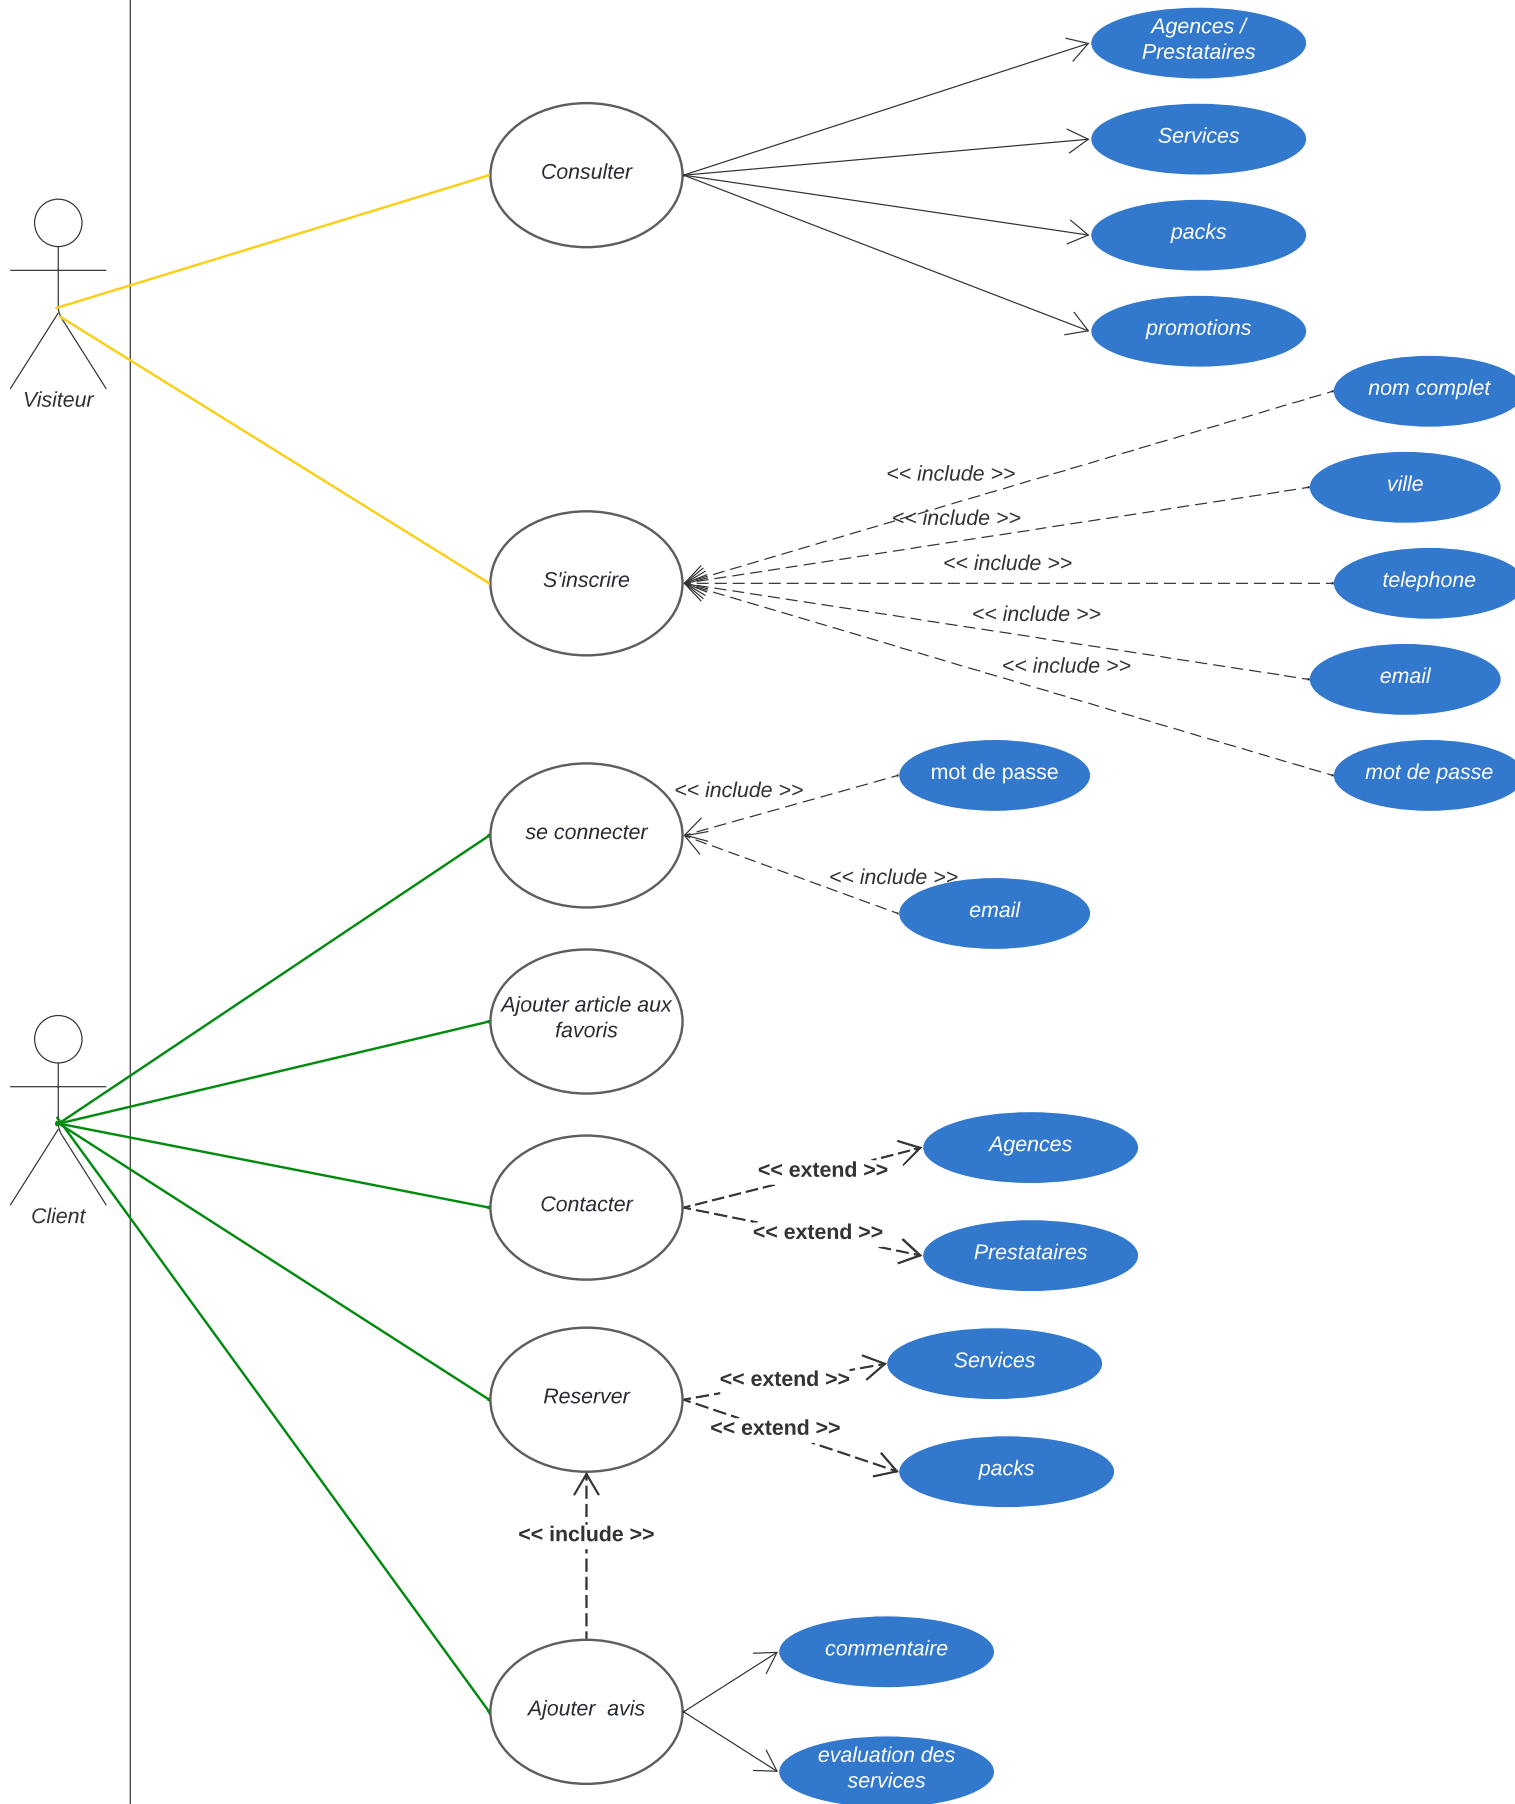 Agences /
Prestataires
Services
Consulter
packs
promotions
Visiteur
nom complet
<< include >>
ville
<< include >>
<< include >>
telephone
S'inscrire
<< include >>
email
<< include >>
mot de passe
mot de passe
<< include >>
se connecter
<< include >>
email
Ajouter article aux
favoris
Agences
<< extend >>
Contacter
Client
<< extend >>
Prestataires
Services
<< extend >>
Reserver
<< extend >>
packs
<< include >>
commentaire
Ajouter  avis
evaluation des
services